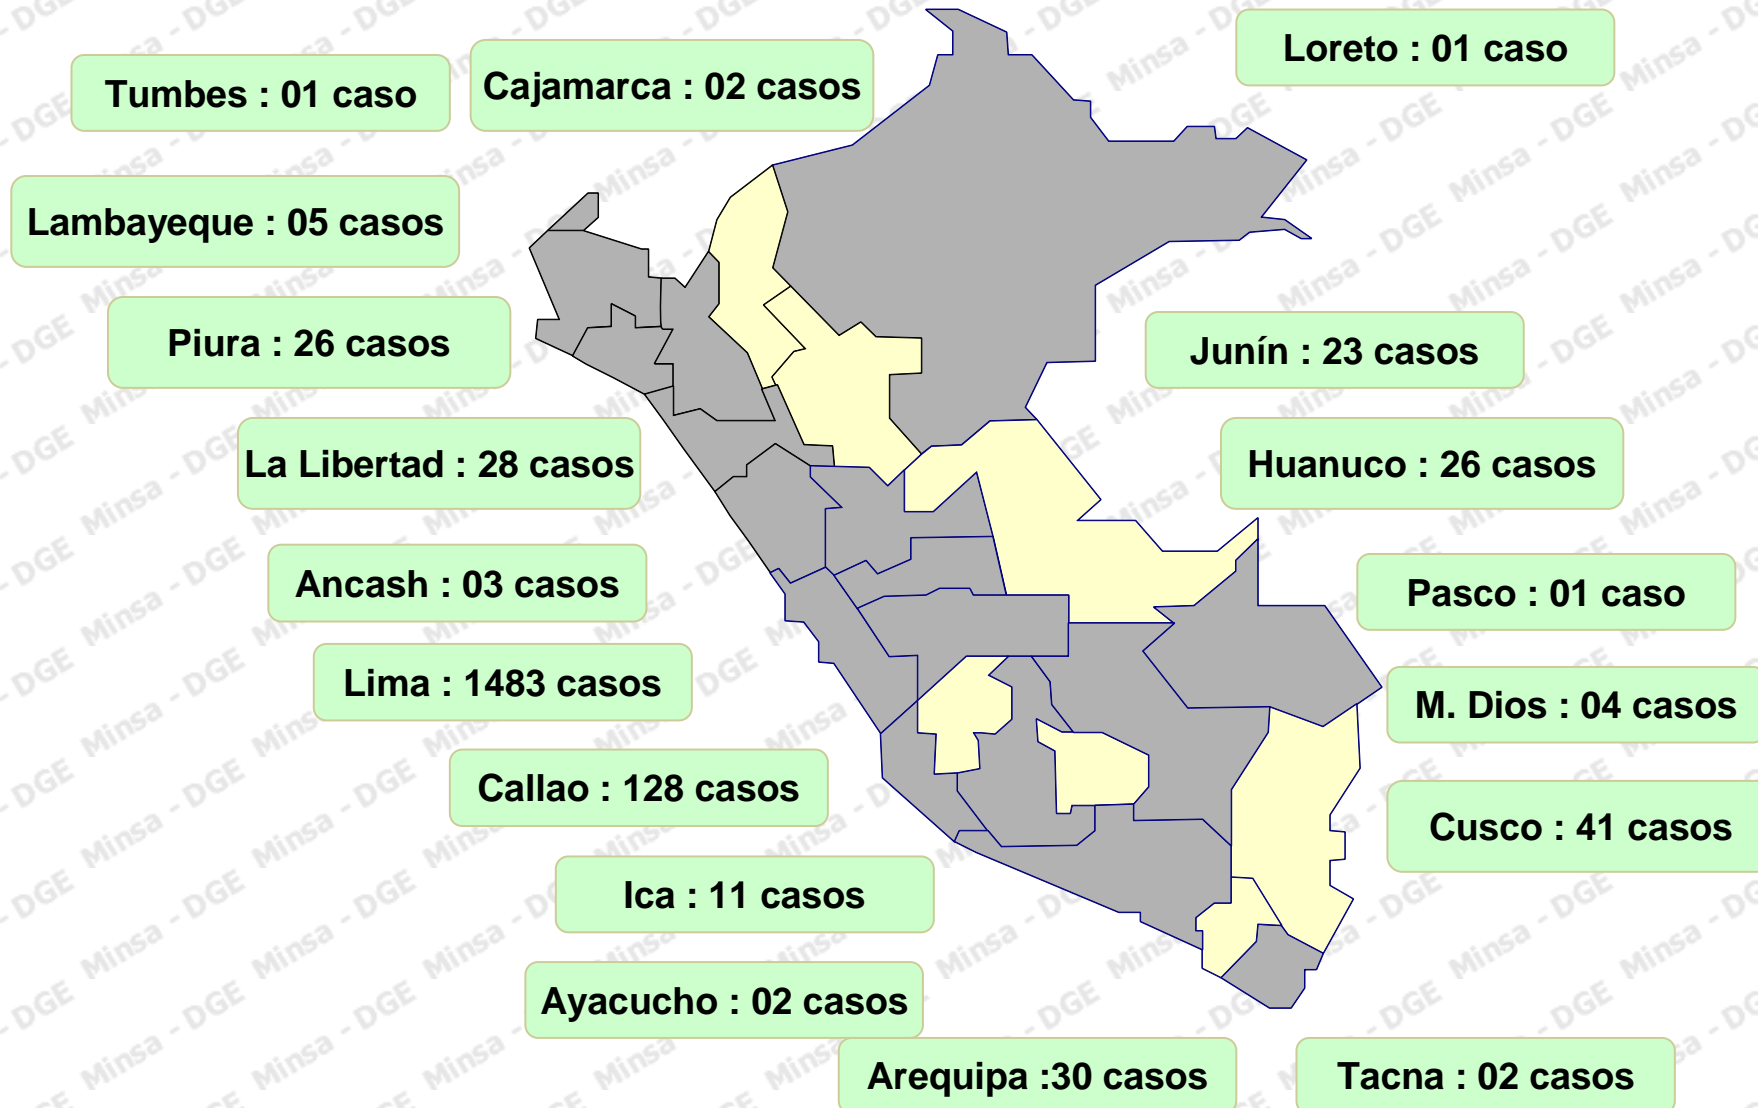 Loreto : 01 caso
Tumbes : 01 caso
Cajamarca : 02 casos
Lambayeque : 05 casos
Piura : 26 casos
Junín : 23 casos
La Libertad : 28 casos
Huanuco : 26 casos
Ancash : 03 casos
Pasco : 01 caso
Lima : 1483 casos
M. Dios : 04 casos
Callao : 128 casos
Cusco : 41 casos
Ica : 11 casos
Ayacucho : 02 casos
Arequipa :30 casos
Tacna : 02 casos
Minsa - DGE